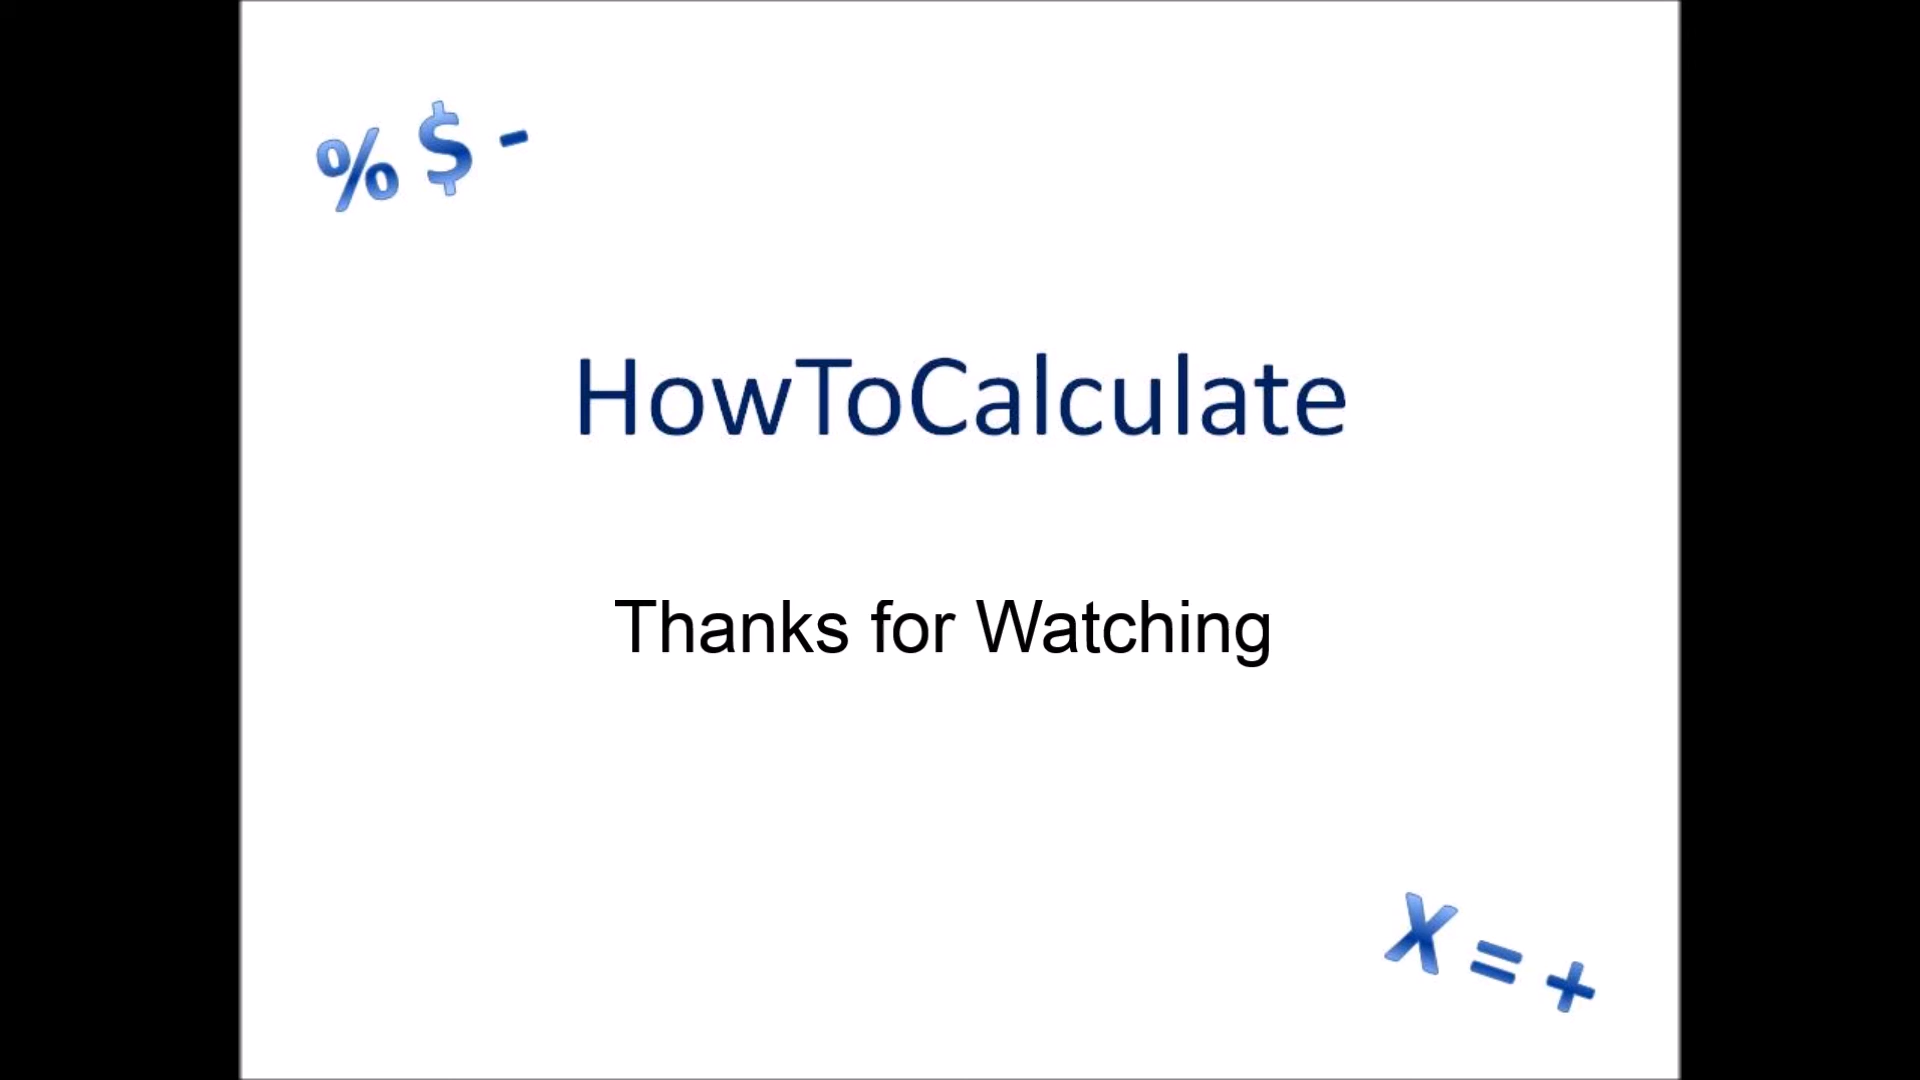 % $ -
HowToCalculate
Thanks for Watching
X = +